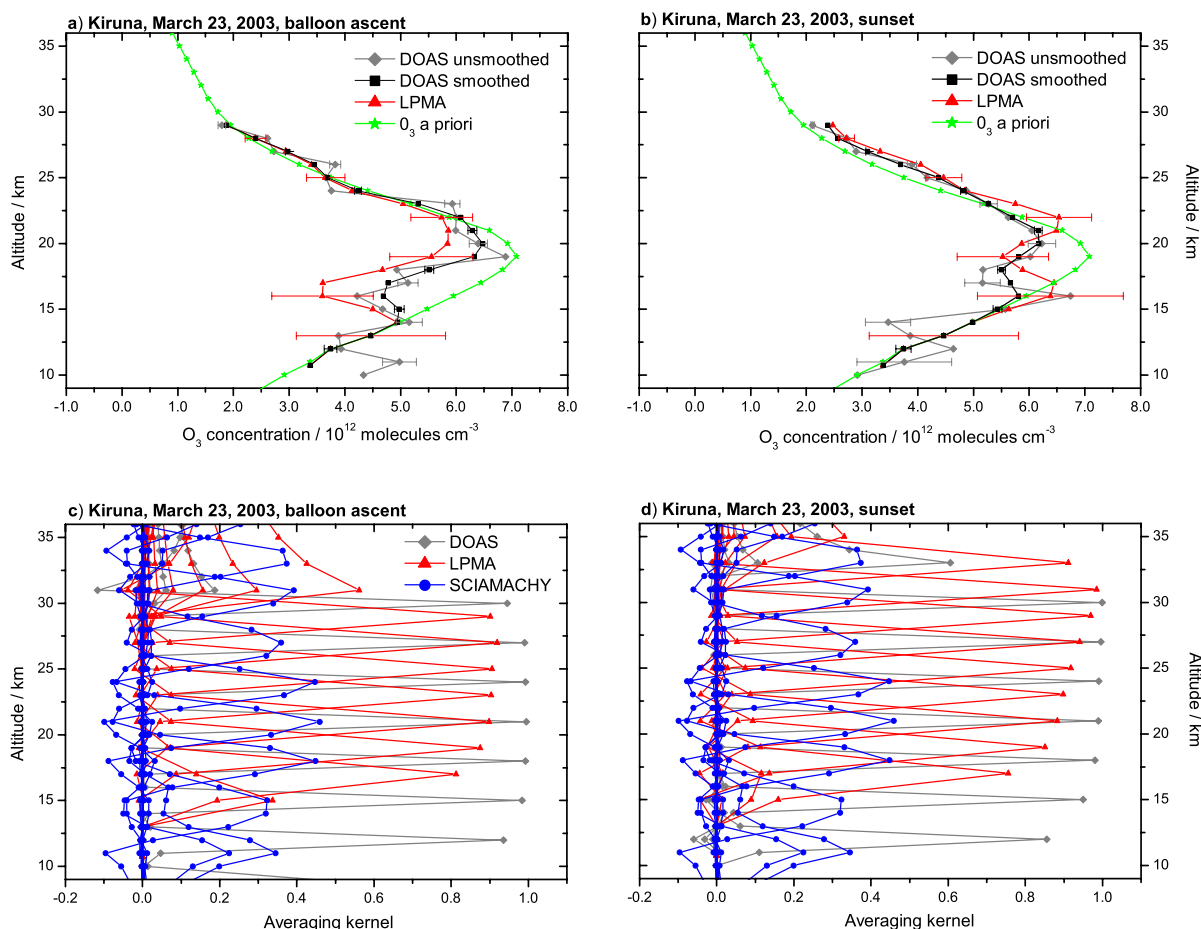 a) Kiruna, March 23, 2003, balloon ascent
35
30
25
20
15
10
Altitude / km
DOAS unsmoothed
DOAS smoothed
LPMA
0₃ a priori
-1.0 0.0 1.0 2.0 3.0 4.0 5.0 6.0 7.0 8.0
O₃ concentration / 10¹² molecules cm⁻³
b) Kiruna, March 23, 2003, sunset
DOAS unsmoothed
DOAS smoothed
LPMA
0₃ a priori
35
30
25
20
15
10
Altitude / km
-1.0 0.0 1.0 2.0 3.0 4.0 5.0 6.0 7.0 8.0
O₃ concentration / 10¹² molecules cm⁻³
c) Kiruna, March 23, 2003, balloon ascent
35
30
25
20
15
10
Altitude / km
DOAS
LPMA
SCIAMACHY
-0.2 0.0 0.2 0.4 0.6 0.8 1.0
Averaging kernel
d) Kiruna, March 23, 2003, sunset
35
30
25
20
15
10
Altitude / km
-0.2 0.0 0.2 0.4 0.6 0.8 1.0
Averaging kernel